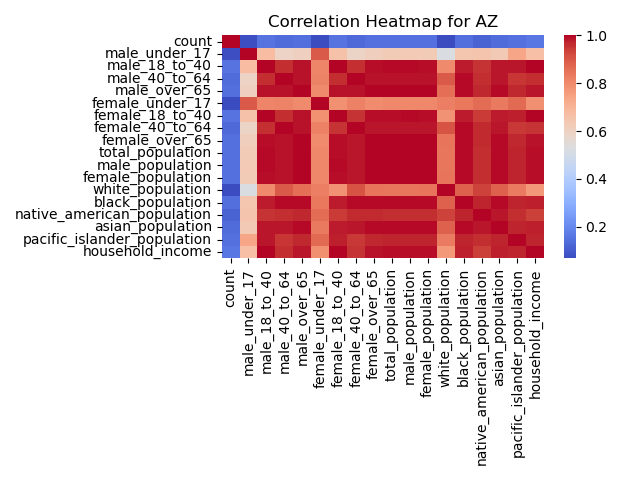 Correlation Heatmap for AZ
count
male_under_17
male_18_to_40
male_40_to_64
male_over_65
female_under_17
female_18_to_40
female_40_to_64
female_over_65
total_population
male_population
female_population
white_population
black_population
native_american_population
asian_population
pacific_islander_population
household_income
count
male_under_17
male_18_to_40
male_40_to_64
male_over_65
female_under_17
female_18_to_40
female_40_to_64
female_over_65
total_population
male_population
female_population
white_population
black_population
native_american_population
asian_population
pacific_islander_population
household_income
1.0
0.8
0.6
0.4
0.2